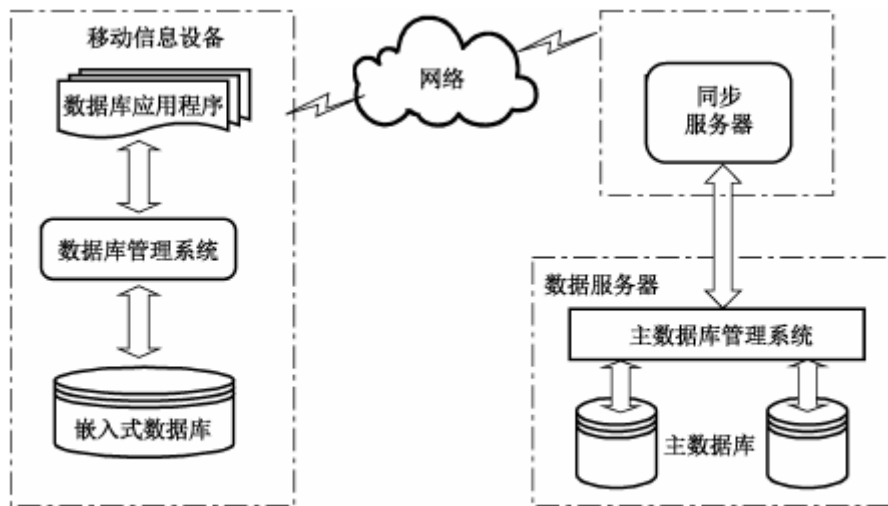 移动信息设备
数据库应用程序
数据库管理系统
嵌入式数据库
网络
同步
服务器
数据服务器
主数据库管理系统
主数据库